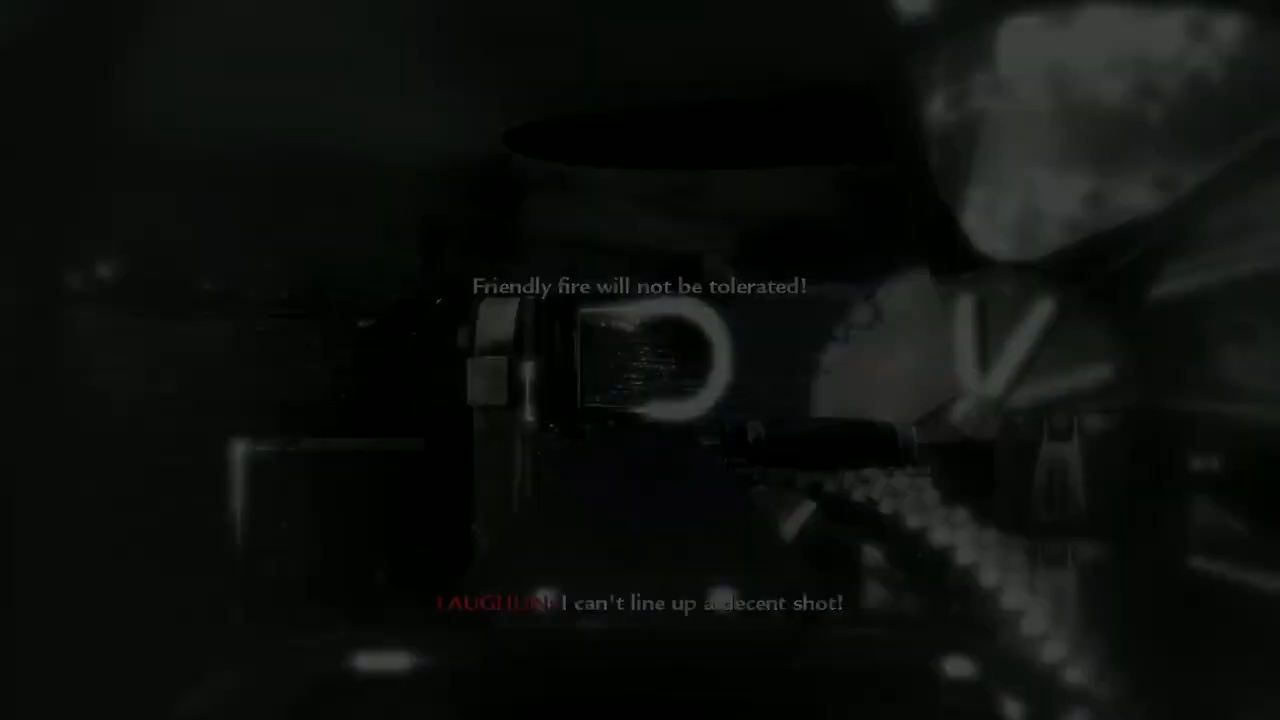 Friendly fire will not be tolerated!
LAUGHLIN: I can't line up a decent shot!